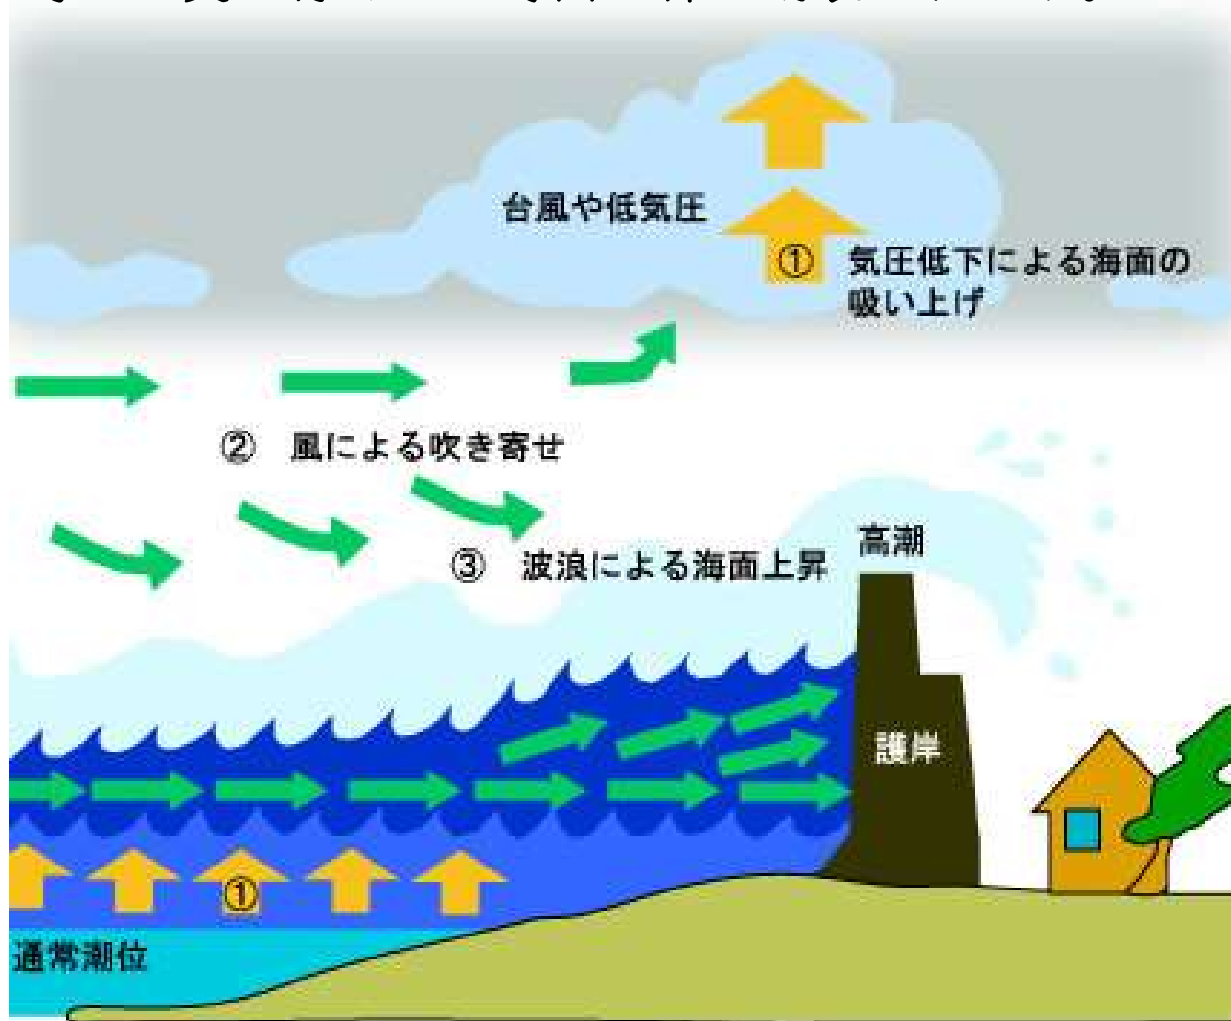 台風や低気圧
① 気圧低下による海面の
吸い上げ
② 風による吹き寄せ
③ 波浪による海面上昇
高潮
護岸
①
通常潮位